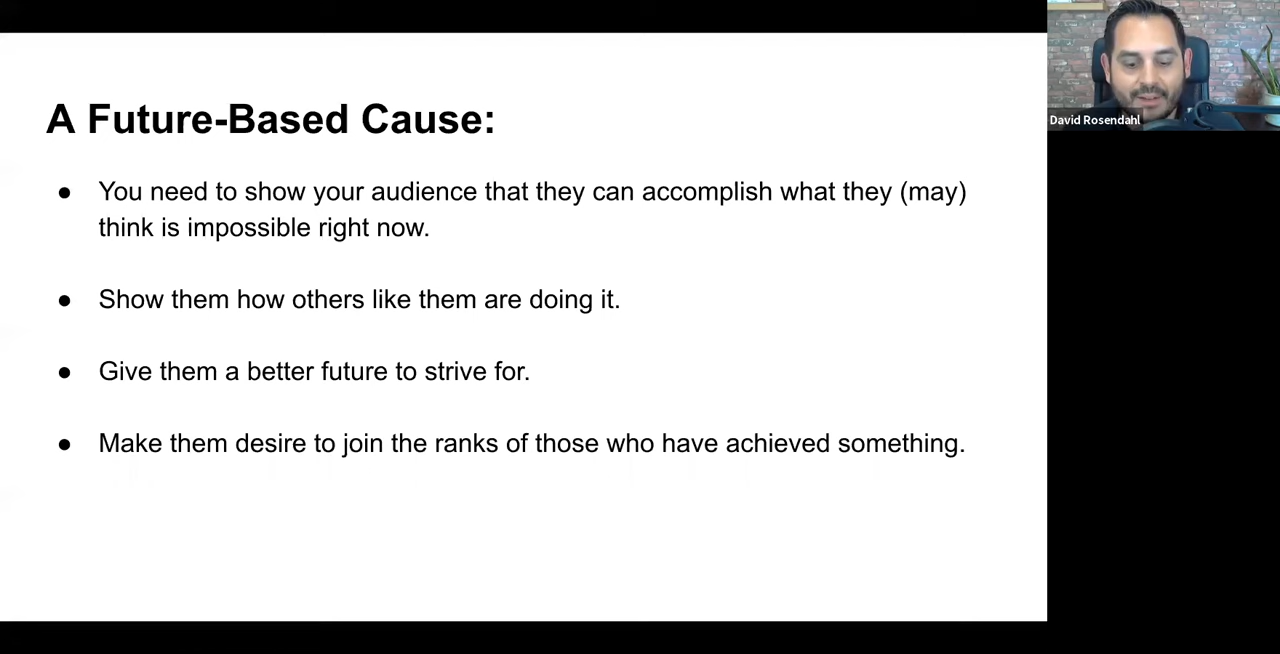 A Future-Based Cause:
● You need to show your audience that they can accomplish what they (may)
think is impossible right now.
● Show them how others like them are doing it.
● Give them a better future to strive for.
● Make them desire to join the ranks of those who have achieved something.
David Rosendahl